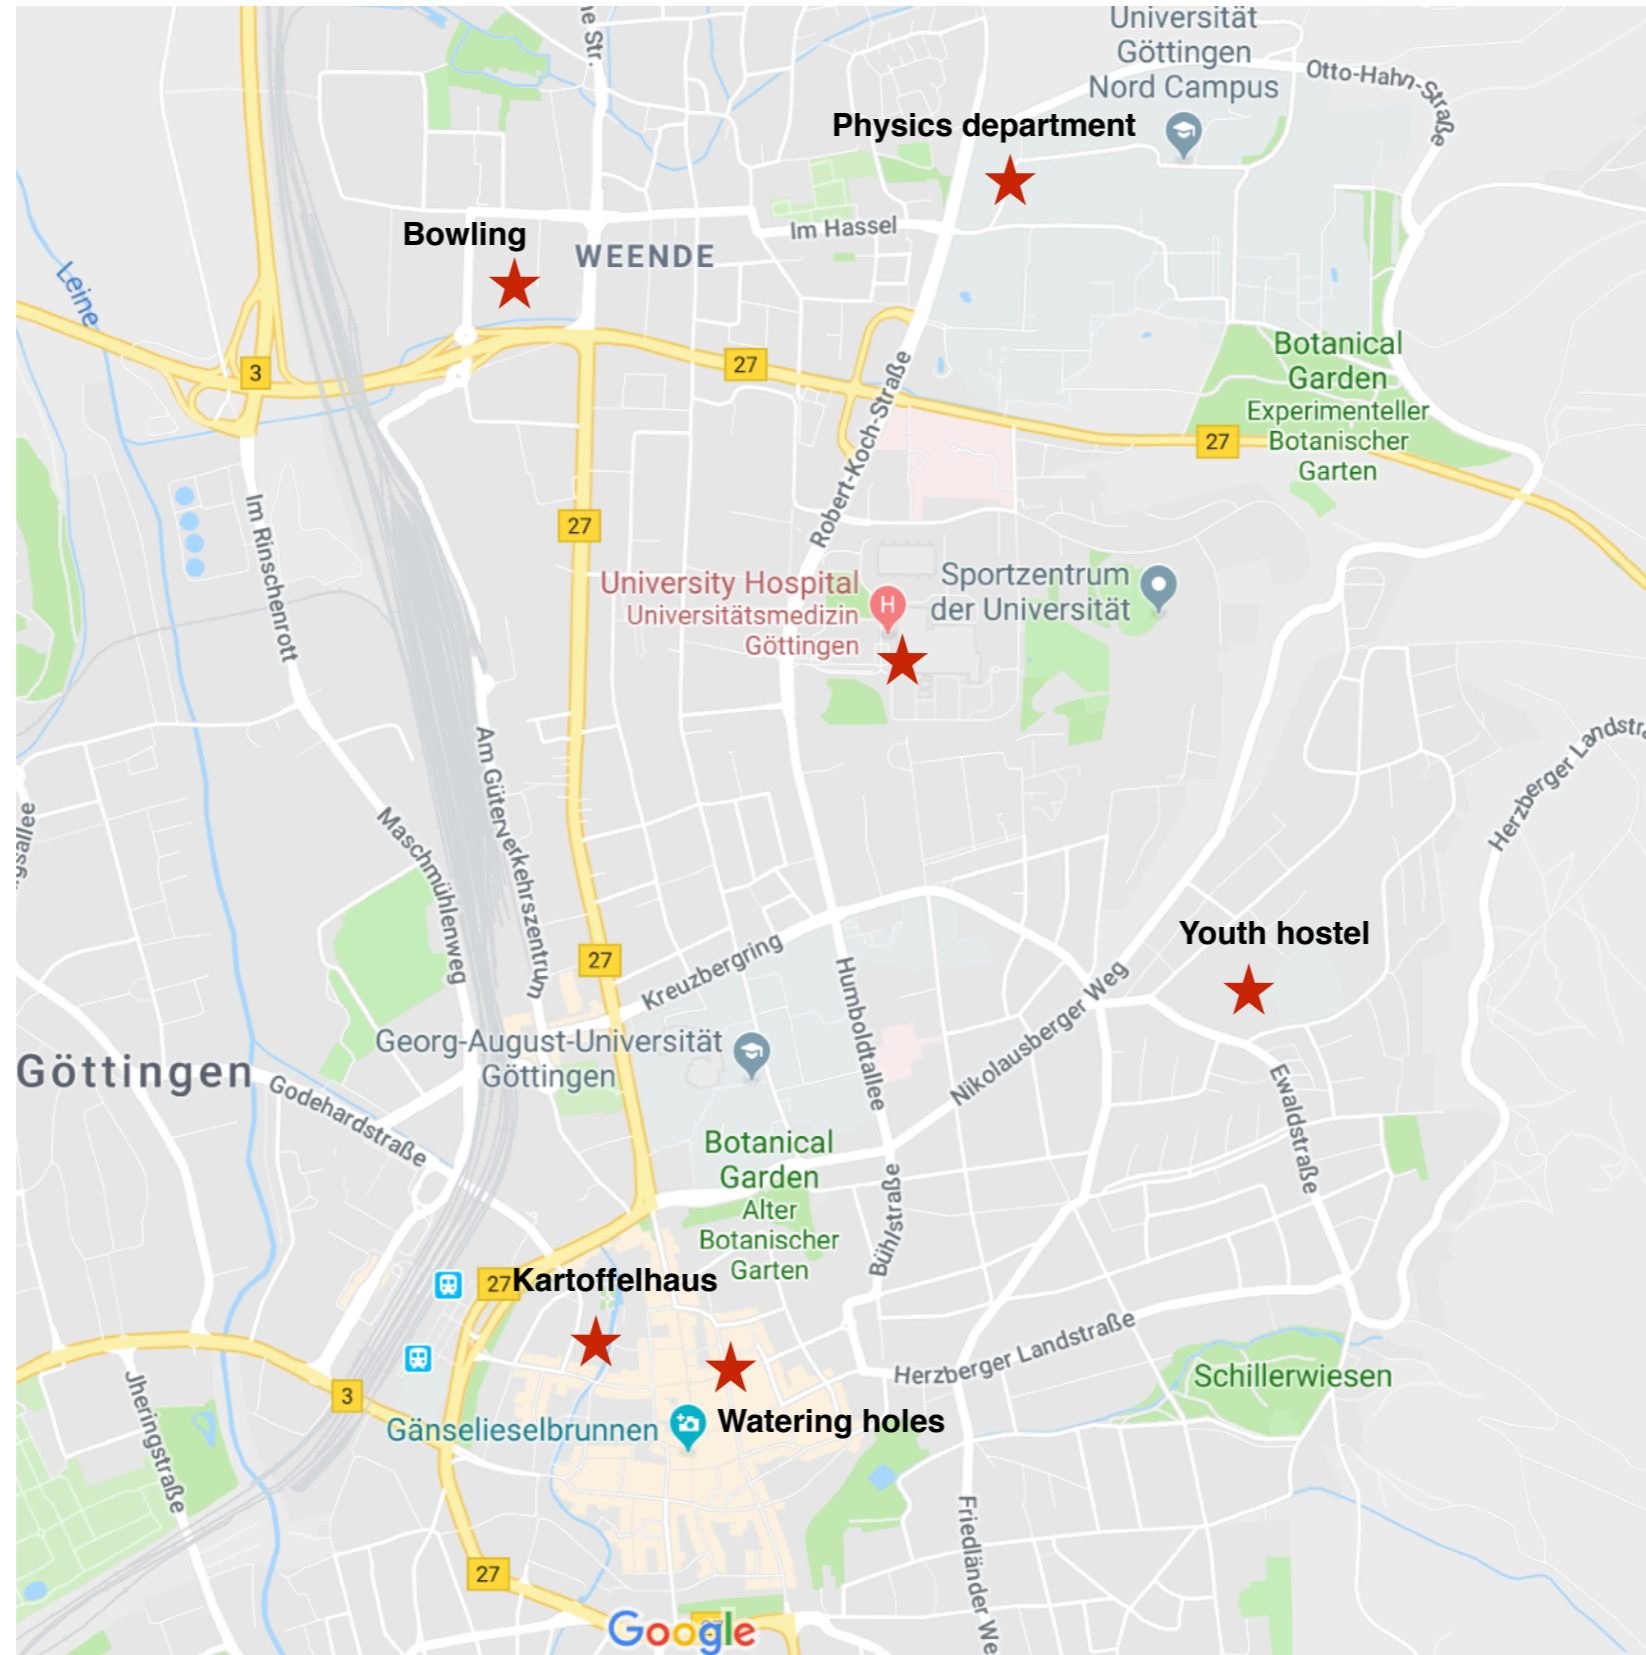 Universität
Göttingen
Nord Campus
Otto-Hahn-Straße
Physics department
Bowling
WEENDE
Im Hassel
Leine
3
27
Botanical
Garden
Experimenteller
Botanischer
Garten
27
Robert-Koch-Straße
27
Im Rinschenrott
University Hospital
Universitätsmedizin
Göttingen
H
Sportzentrum
der Universität
Am Güterverkehrszentrum
Maschmühlenweg
Herzberger Landstra
Youth hostel
27
Kreuzbergring
Humboldtallee
Nikolausberger Weg
Georg-August-Universität
Göttingen
Göttingen
Godehardstraße
Ewaldstraße
Botanical
Garden
Alter
Botanischer
Garten
Bühlstraße
27
Kartoffelhaus
Herzberger Landstraße
Schillerwiesen
3
Jheringstraße
Gänselieselbrunnen
Watering holes
Friedländer We
27
Google